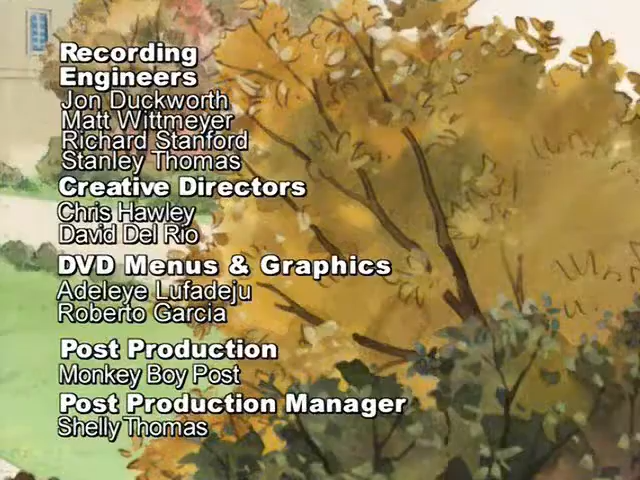 Recording
Engineers
Jon Duckworth
Matt Wittmeyer
Richard Stanford
Stanley Thomas
Creative Directors
Chris Hawley
David Del Rio
DVD Menus & Graphics
Adeleye Lufadeju
Roberto Garcia
Post Production
Monkey Boy Post
Post Production Manager
Shelly Thomas